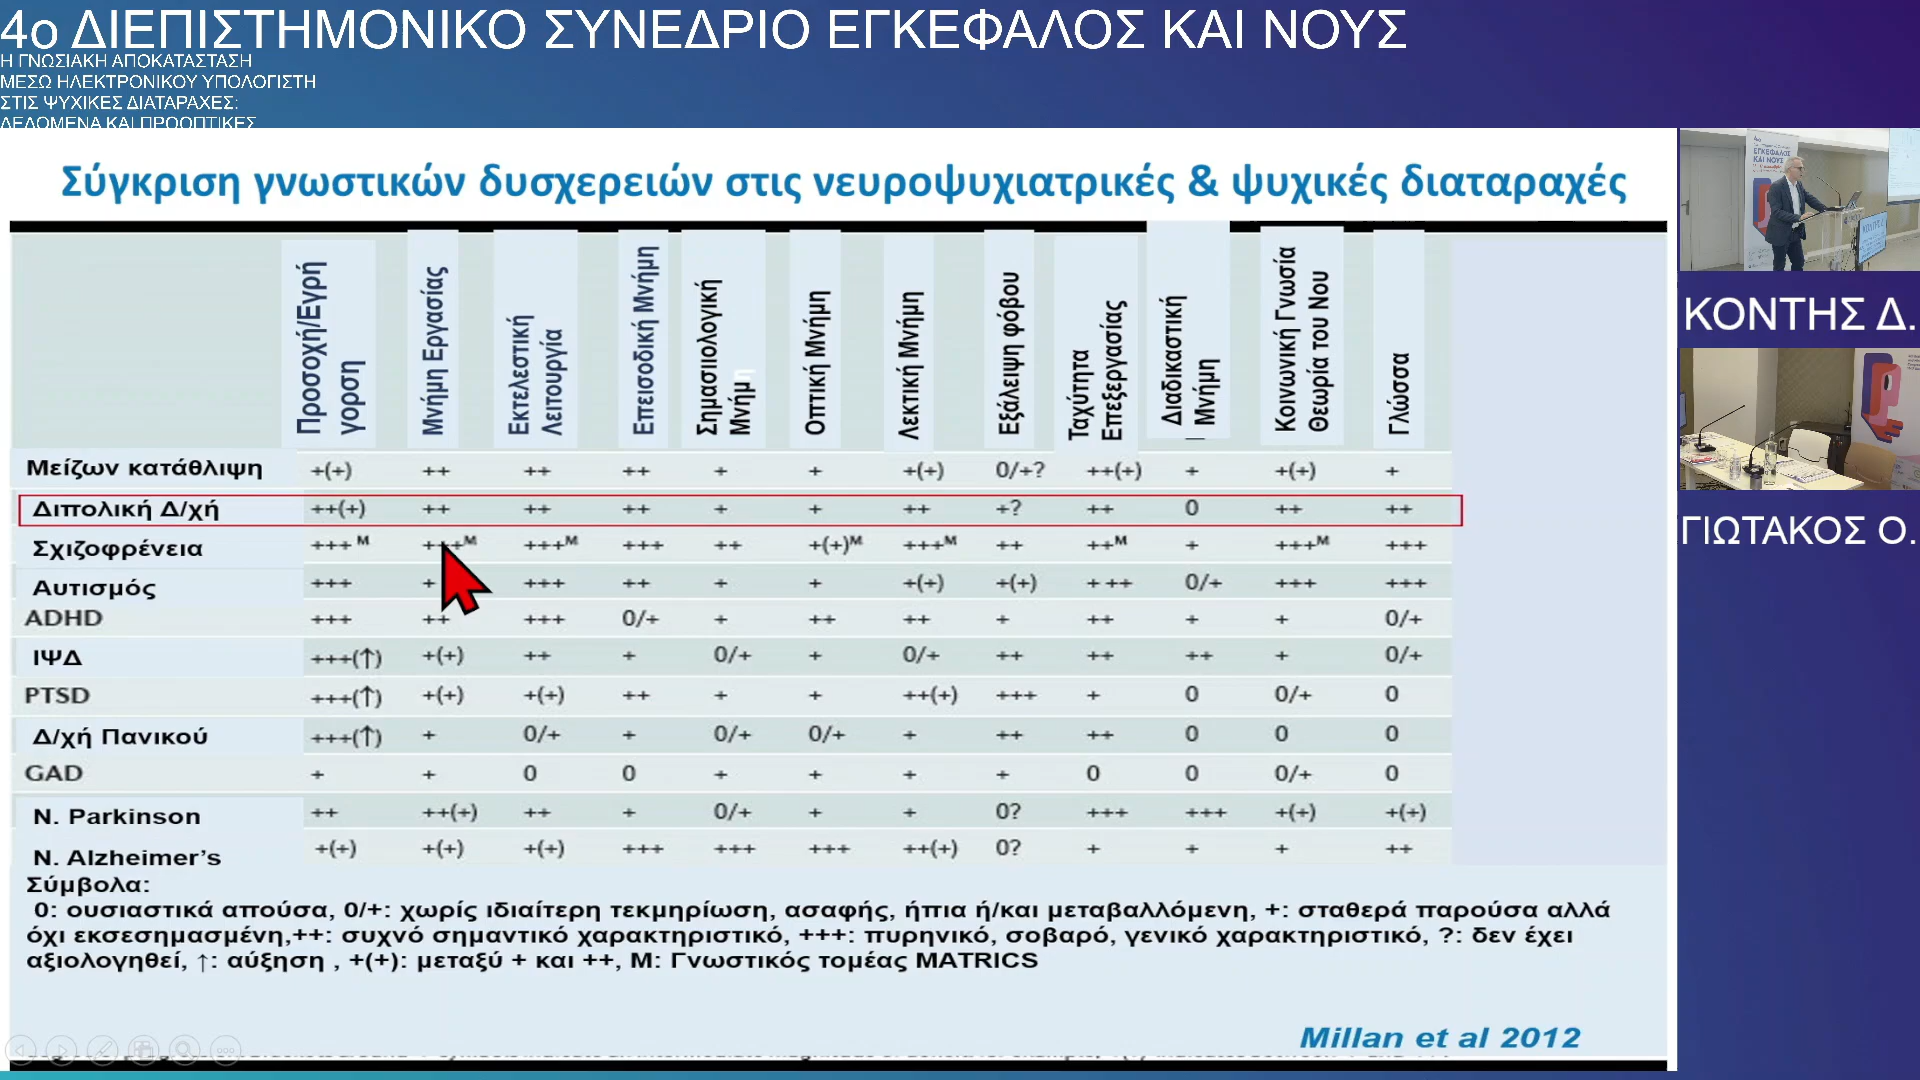 4ο ΔΙΕΠΙΣΤΗΜΟΝΙΚΟ ΣΥΝΕΔΡΙΟ ΕΓΚΕΦΑΛΟΣ ΚΑΙ ΝΟΥΣ
Η ΓΝΩΣΙΑΚΗ ΑΠΟΚΑΤΑΣΤΑΣΗ
ΜΕΣΩ ΗΛΕΚΤΡΟΝΙΚΟΥ ΥΠΟΛΟΓΙΣΤΗ
ΣΤΙΣ ΨΥΧΙΚΕΣ ΔΙΑΤΑΡΑΧΕΣ:
ΔΕΔΟΜΕΝΑ ΚΑΙ ΠΡΟΟΠΤΙΚΕΣ
Σύγκριση γνωστικών δυσχερειών στις νευροψυχιατρικές & ψυχικές διαταραχές
Προσοχή/Εγρή
γορση
Μνήμη Εργασίας
Εκτελεστική
Λειτουργία
Επεισοδική Μνήμη
Σημασιολογική
Μνήμη
Οπτική Μνήμη
Λεκτική Μνήμη
Εξάλειψη φόβου
Ταχύτητα
Επεξεργασίας
Διαδικαστική
Μνήμη
Κοινωνική Γνωσία
Θεωρία του Νου
Γλώσσα
Μείζων κατάθλιψη +(+) ++ ++ ++ + + +(+) 0/+? ++(+) + +(+) +
Διπολική Δ/χή ++(+) ++ ++ ++ + + ++ +? ++ 0 ++ ++
Σχιζοφρένεια +++ᴹ +++ᴹ +++ᴹ +++ ++ +(+)ᴹ +++ᴹ ++ ++ᴹ + +++ᴹ +++
Αυτισμός +++ + +++ ++ + + +(+) +(+) + ++ 0/+ +++ +++
ADHD +++ ++ +++ 0/+ + ++ ++ + ++ + + 0/+
ΙΨΔ +++(↑) +(+) ++ + 0/+ + 0/+ ++ ++ ++ + 0/+
PTSD +++(↑) +(+) +(+) ++ + + ++(+) +++ + 0 0/+ 0
Δ/χή Πανικού +++(↑) + 0/+ + 0/+ 0/+ + ++ ++ 0 0 0
GAD + + 0 0 + + + + 0 0 0/+ 0
Ν. Parkinson ++ ++(+) ++ + 0/+ + + 0? +++ +++ +(+) +(+)
Ν. Alzheimer's +(+) +(+) +(+) +++ +++ +++ ++(+) 0? + + + ++
Σύμβολα:
0: ουσιαστικά απούσα, 0/+: χωρίς ιδιαίτερη τεκμηρίωση, ασαφής, ήπια ή/και μεταβαλλόμενη, +: σταθερά παρούσα αλλά
όχι εκσεσημασμένη,++: συχνό σημαντικό χαρακτηριστικό, +++: πυρηνικό, σοβαρό, γενικό χαρακτηριστικό, ?: δεν έχει
αξιολογηθεί, ↑: αύξηση , +(+): μεταξύ + και ++, Μ: Γνωστικός τομέας MATRICS
Millan et al 2012
ΕΓΚΕΦΑΛΟΣ
ΚΑΙ ΝΟΥΣ
ΚΟΝΤΗΣ Δ.
ΓΙΩΤΑΚΟΣ Ο.